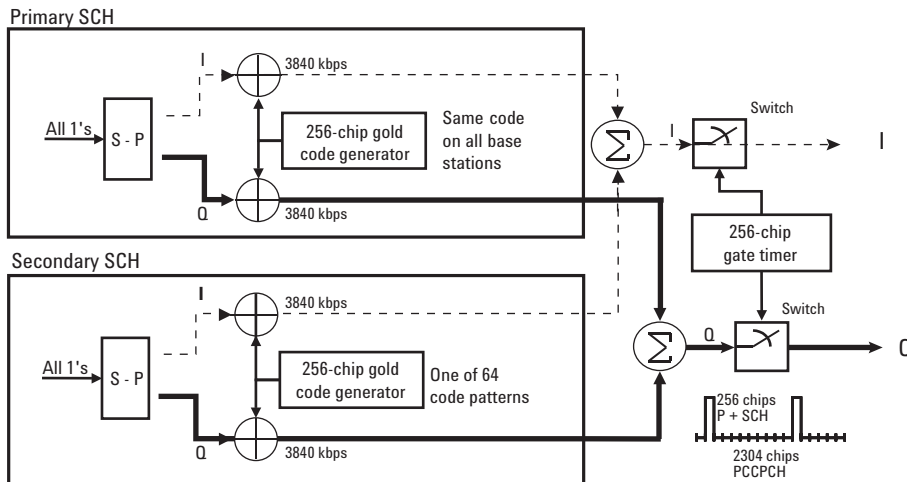 Primary SCH
I
3840 kbps
All 1's
S - P
256-chip gold
code generator
Same code
on all base
stations
Q
3840 kbps
Σ
I
Switch
I
256-chip
gate timer
Secondary SCH
I
3840 kbps
All 1's
S - P
256-chip gold
code generator
One of 64
code patterns
Q
3840 kbps
Σ
Q
Switch
Q
256 chips
P + SCH
2304 chips
PCCPCH